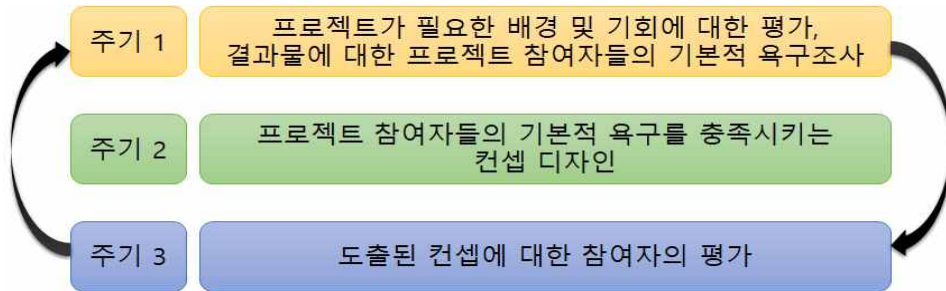 주기 1
프로젝트가 필요한 배경 및 기회에 대한 평가,
결과물에 대한 프로젝트 참여자들의 기본적 욕구조사
주기 2
프로젝트 참여자들의 기본적 욕구를 충족시키는
컨셉 디자인
주기 3
도출된 컨셉에 대한 참여자의 평가